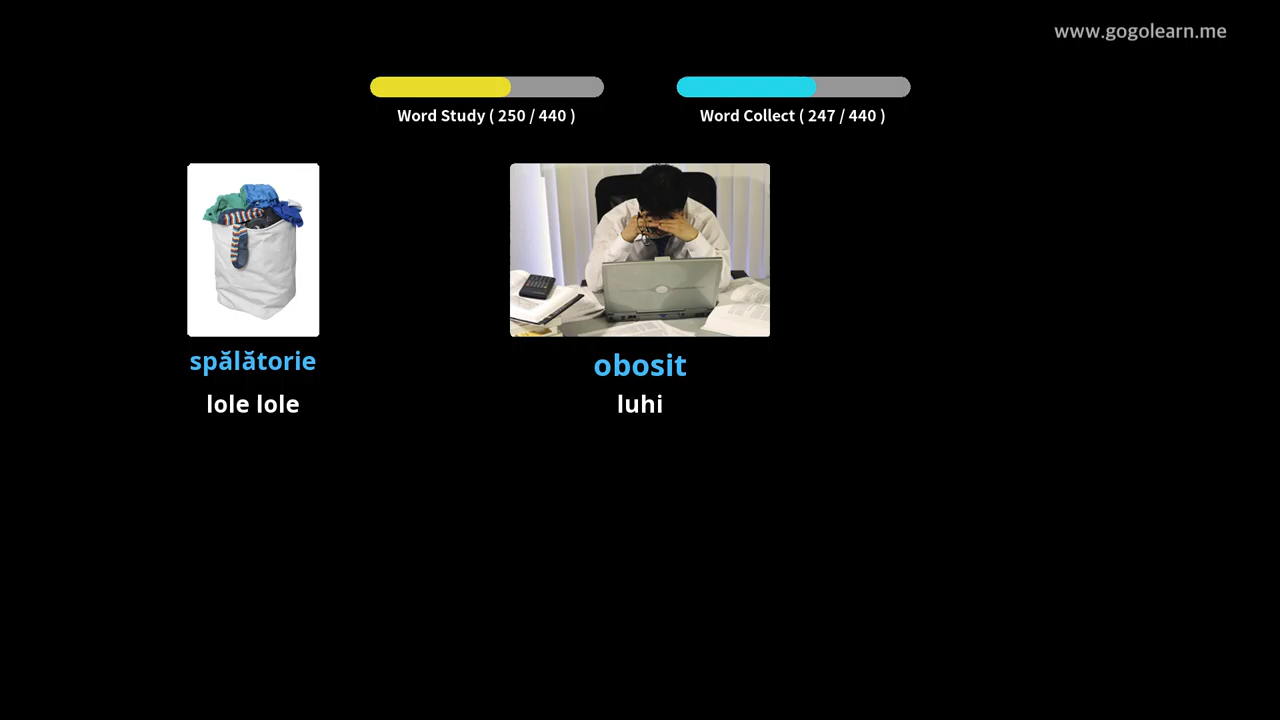 www.gogolearn.me
Word Study ( 250 / 440 )
Word Collect ( 247 / 440 )
spălătorie
lole lole
obosit
luhi